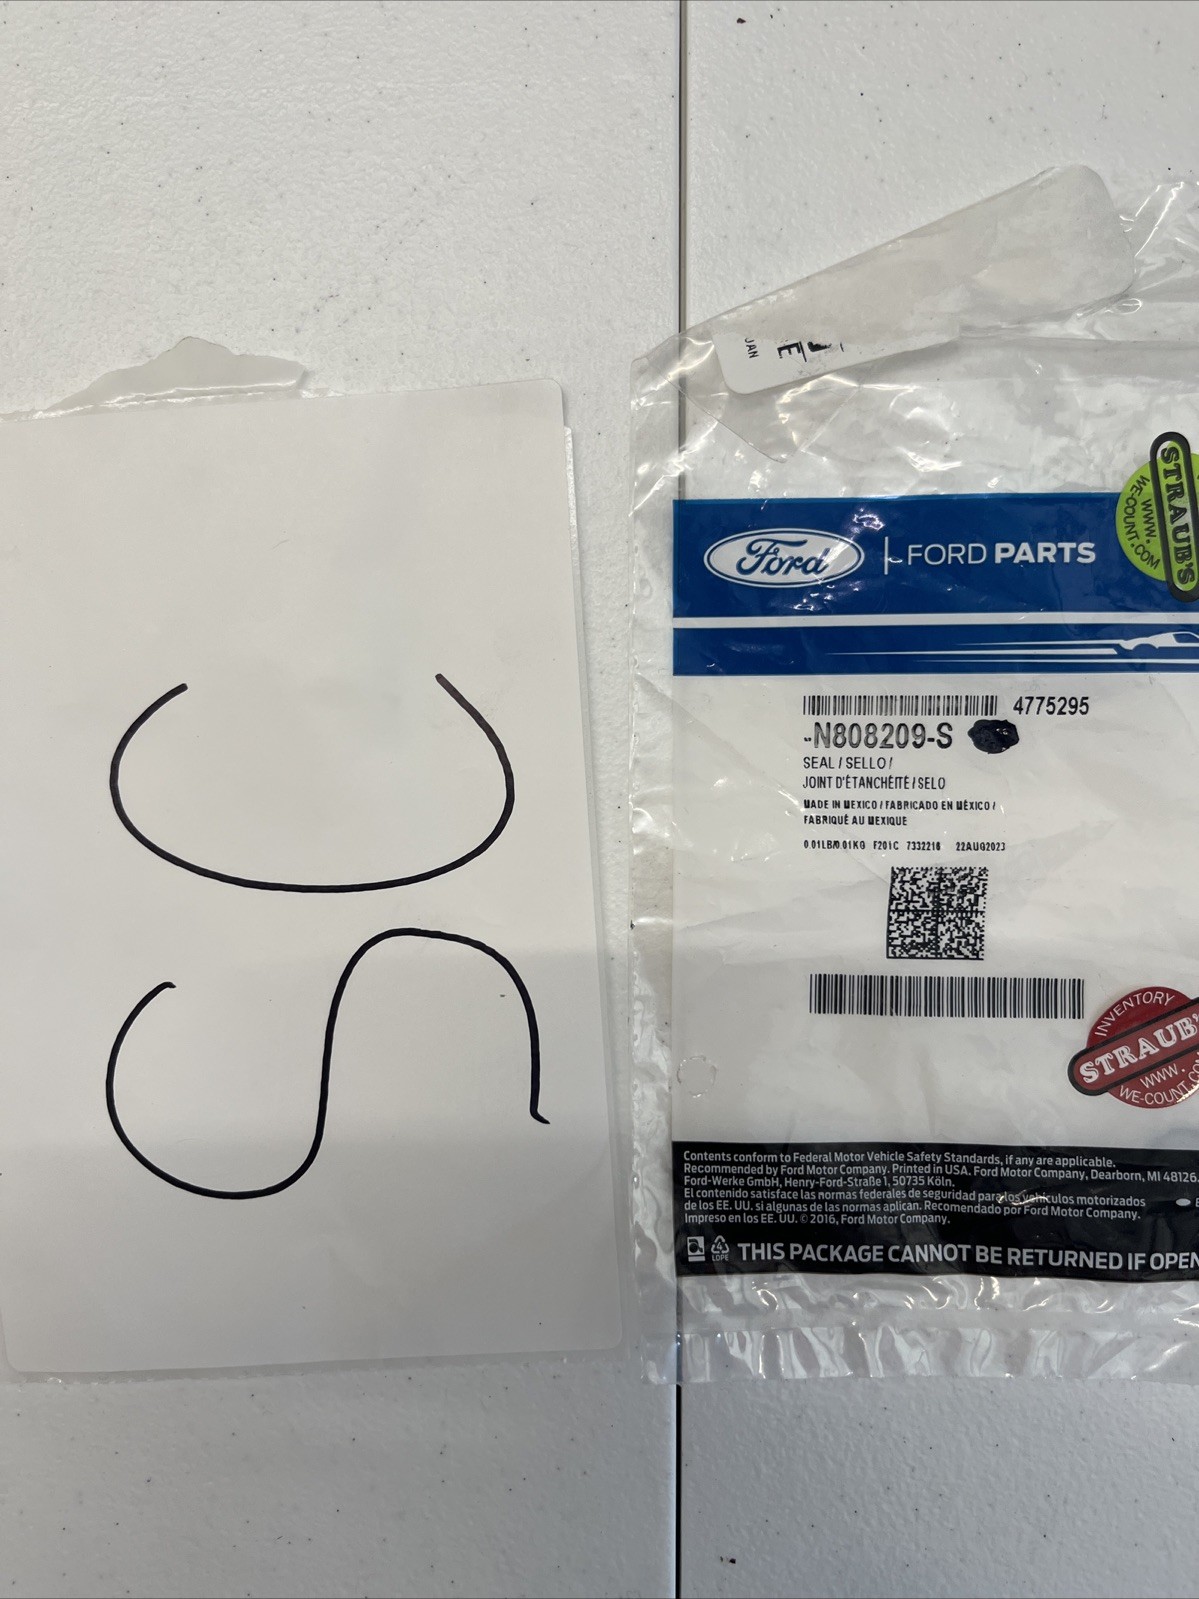 SC
JAN
E
Ford
FORD PARTS
STRAUB'S
WWW.
WE-COUNT.COM
4775295
-N808209-S
SEAL / SELLO /
JOINT D'ÉTANCHÉITÉ / SELO
MADE IN MEXICO / FABRICADO EN MÉXICO /
FABRIQUÉ AU MEXIQUE
0.01LB/0.01KG F201C 7332216 22AUG2023
INVENTORY
STRAUB'S
WWW.
WE-COUNT.CO
Contents conform to Federal Motor Vehicle Safety Standards, if any are applicable.
Recommended by Ford Motor Company. Printed in USA. Ford Motor Company, Dearborn, MI 48126.
Ford-Werke GmbH, Henry-Ford-Straße 1, 50735 Köln.
El contenido satisface las normas federales de seguridad para los vehículos motorizados
de los EE. UU. si algunas de las normas aplican. Recomendado por Ford Motor Company.
Impreso en los EE. UU. © 2016, Ford Motor Company.
4
LDPE
THIS PACKAGE CANNOT BE RETURNED IF OPEN